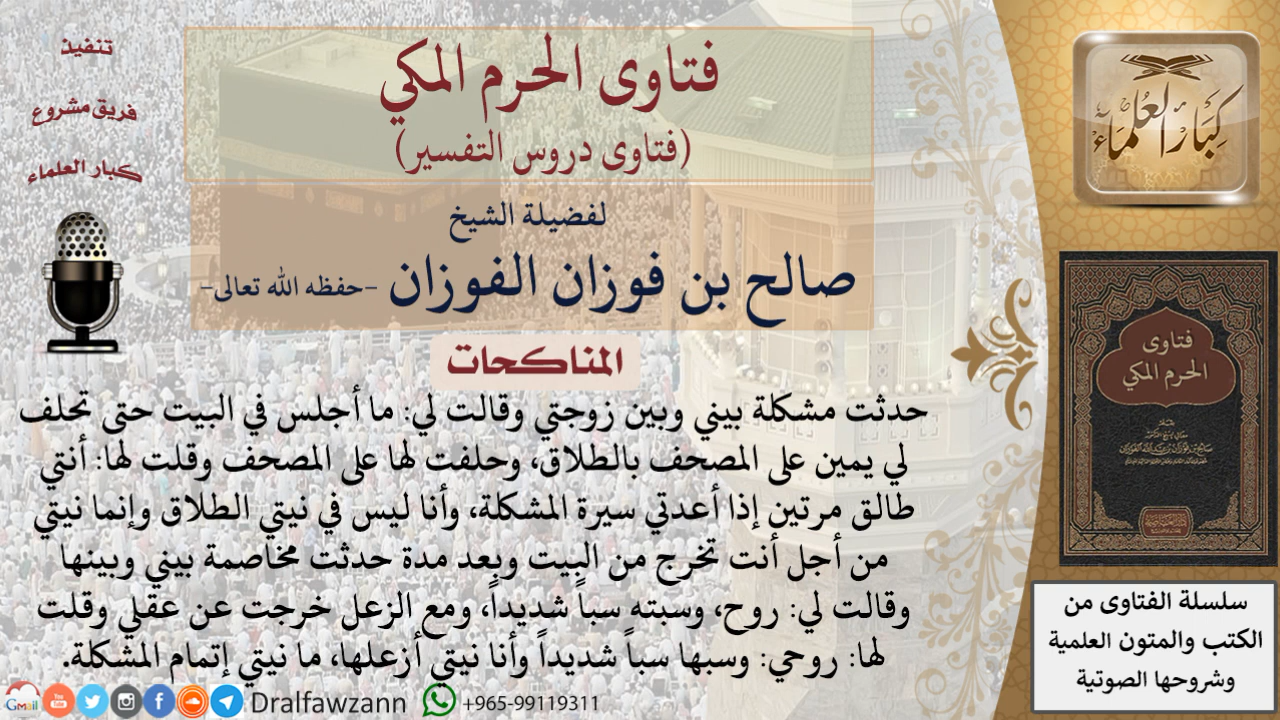 تنفيذ
فريق مشروع
كبار العلماء
فتاوى الحرم المكي
(فتاوى دروس التفسير)
لفضيلة الشيخ
صالح بن فوزان الفوزان -حفظه الله تعالى-
المناكحات
حدثت مشكلة بيني وبين زوجتي وقالت لي: ما أجلس في البيت حتى تحلف
لي يمين على المصحف بالطلاق، وحلفت لها على المصحف وقلت لها: أنتي
طالق مرتين إذا أعدتي سيرة المشكلة، وأنا ليس في نيتي الطلاق وإنما نيتي
من أجل أنت تخرج من البيت وبعد مدة حدثت مخاصمة بيني وبينها
وقالت لي: روح، وسبته سباً شديداً، ومع الزعل خرجت عن عقلي وقلت
لها: روحي: وسبها سباً شديداً وأنا نيتي أزعلها، ما نيتي إتمام المشكلة.
Gmail
You Tube
Dralfawzann
+965-99119311
كبار العلماء
فتاوى
الحرم المكي
سلسلة الفتاوى من
الكتب والمتون العلمية
وشروحها الصوتية